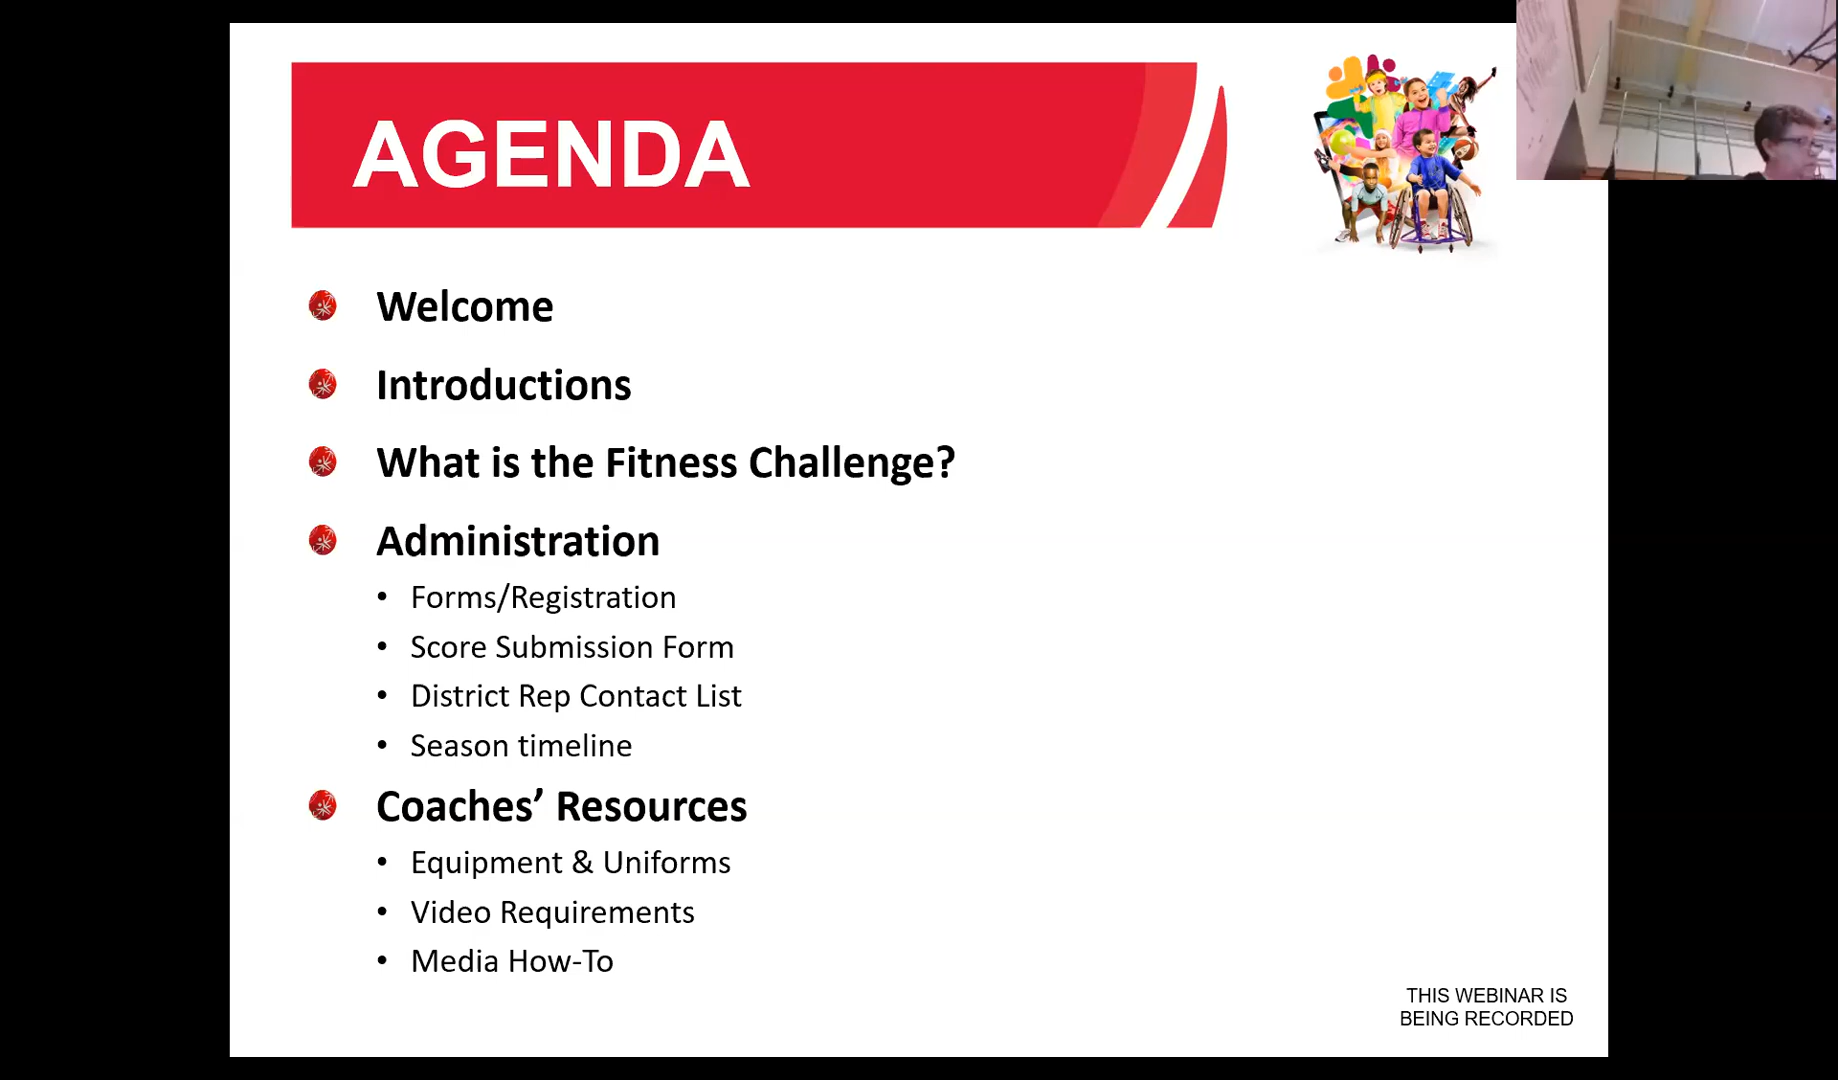 AGENDA
Welcome
Introductions
What is the Fitness Challenge?
Administration
• Forms/Registration
• Score Submission Form
• District Rep Contact List
• Season timeline
Coaches’ Resources
• Equipment & Uniforms
• Video Requirements
• Media How-To
THIS WEBINAR IS
BEING RECORDED